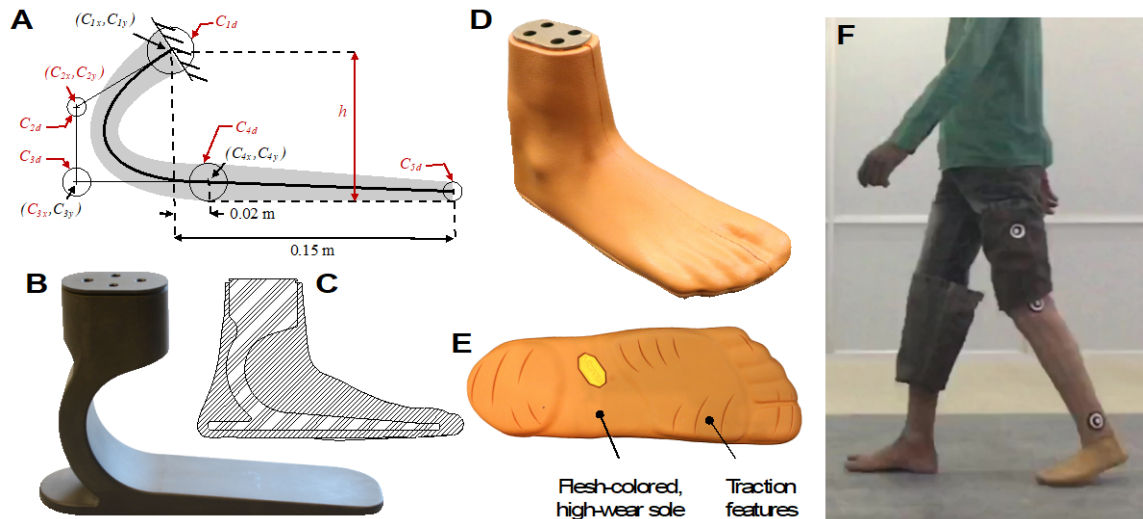 A
(C1x,C1y)
C1d
(C2x,C2y)
C2d
C3d
(C3x,C3y)
C4d
(C4x,C4y)
C5d
h
0.02 m
0.15 m
B
C
D
E
Flesh-colored,
high-wear sole
Traction
features
F